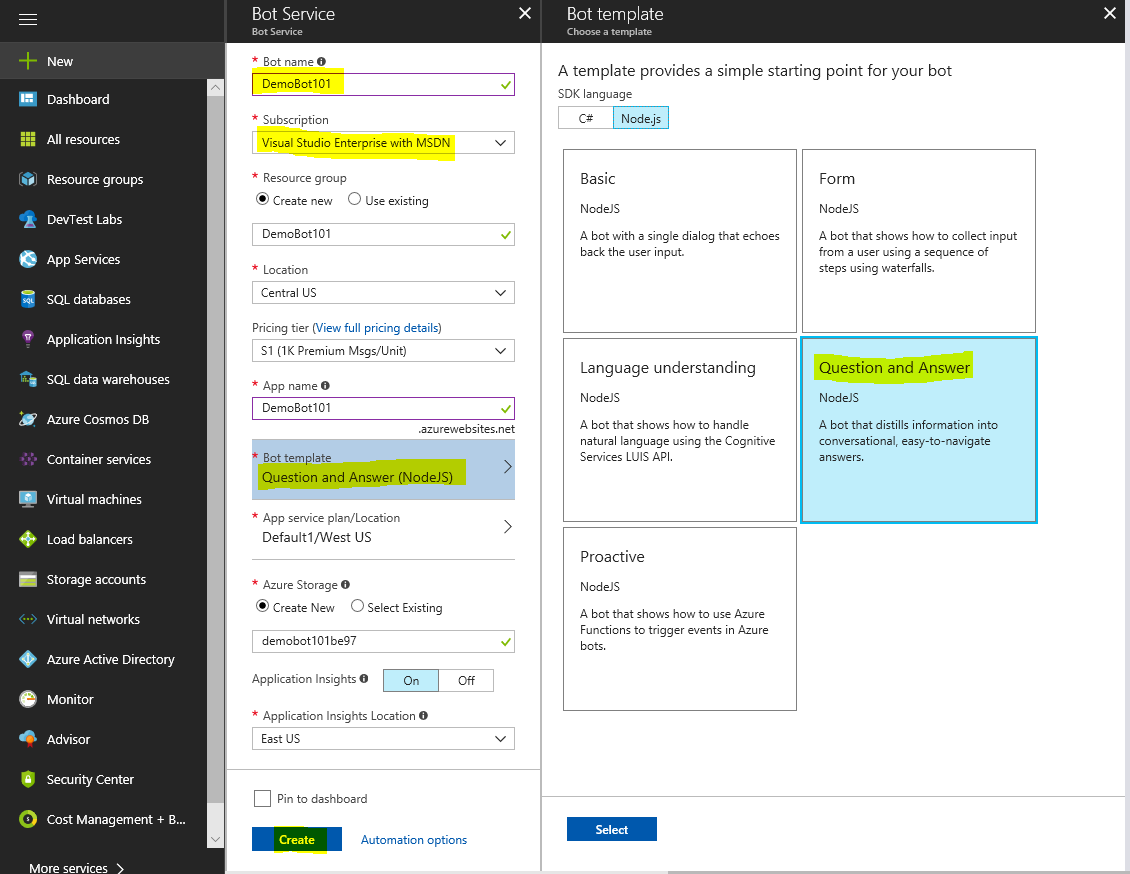 New
Dashboard
All resources
Resource groups
DevTest Labs
App Services
SQL databases
Application Insights
SQL data warehouses
Azure Cosmos DB
Container services
Virtual machines
Load balancers
Storage accounts
Virtual networks
Azure Active Directory
Monitor
Advisor
Security Center
Cost Management + B...
More services
Bot Service
Bot Service
* Bot name
DemoBot101
* Subscription
Visual Studio Enterprise with MSDN
* Resource group
Create new Use existing
DemoBot101
* Location
Central US
Pricing tier (View full pricing details)
S1 (1K Premium Msgs/Unit)
* App name
DemoBot101
.azurewebsites.net
* Bot template
Question and Answer (NodeJS)
* App service plan/Location
Default1/West US
* Azure Storage
Create New Select Existing
demobot101be97
Application Insights On Off
* Application Insights Location
East US
Pin to dashboard
Create Automation options
Bot template
Choose a template
A template provides a simple starting point for your bot
SDK language
C# Node.js
Basic
NodeJS
A bot with a single dialog that echoes
back the user input.
Form
NodeJS
A bot that shows how to collect input
from a user using a sequence of
steps using waterfalls.
Language understanding
NodeJS
A bot that shows how to handle
natural language using the Cognitive
Services LUIS API.
Question and Answer
NodeJS
A bot that distills information into
conversational, easy-to-navigate
answers.
Proactive
NodeJS
A bot that shows how to use Azure
Functions to trigger events in Azure
bots.
Select